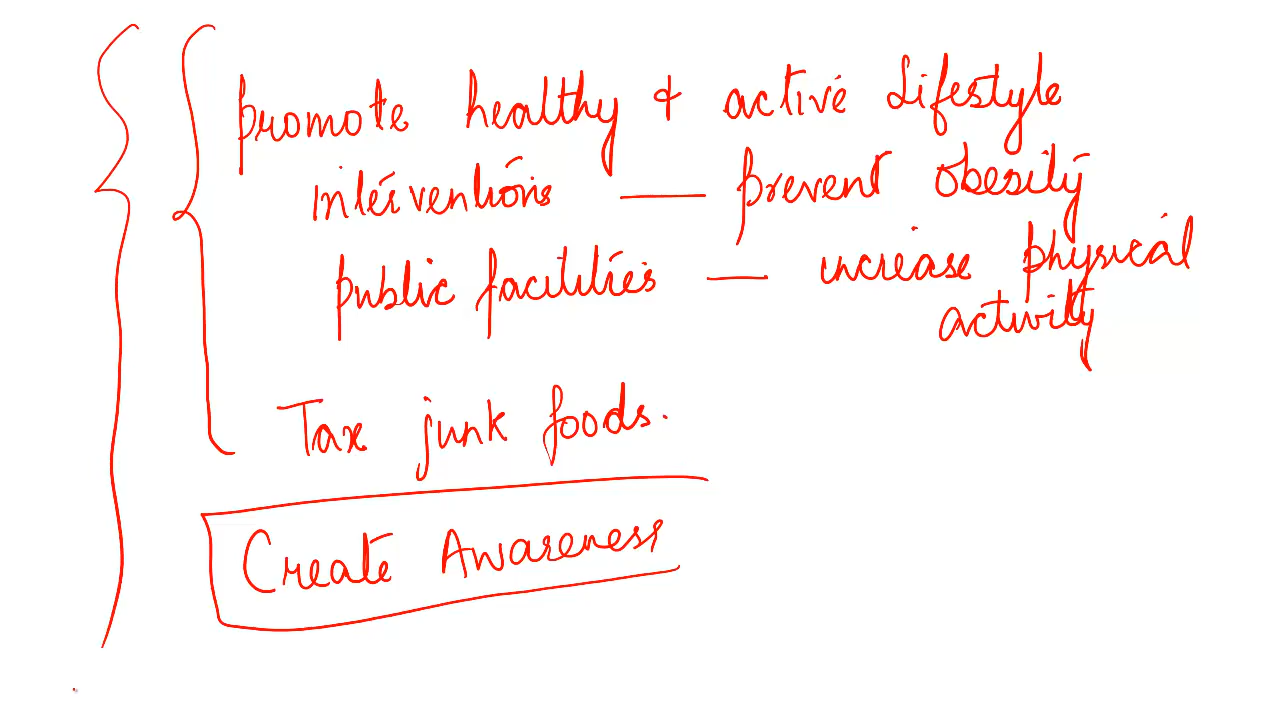 promote healthy & active Lifestyle
interventions — prevent obesity
public facilities — increase physical
activity
Tax junk foods.
Create Awareness